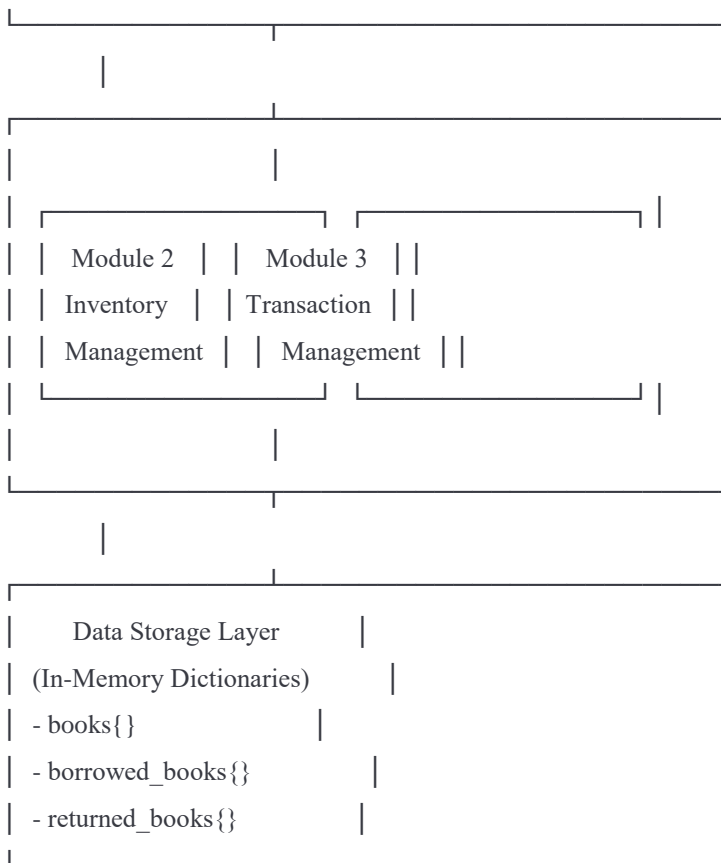 Module 2 Module 3
Inventory Transaction
Management Management
Data Storage Layer
(In-Memory Dictionaries)
- books{}
- borrowed_books{}
- returned_books{}